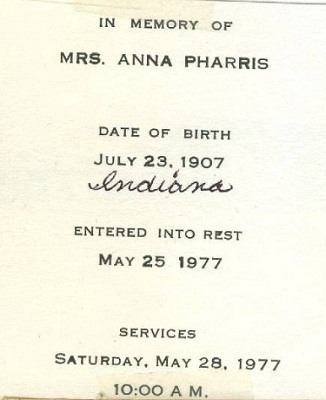 IN MEMORY OF
MRS. ANNA PHARRIS
DATE OF BIRTH
JULY 23, 1907
Indiana
ENTERED INTO REST
MAY 25 1977
SERVICES
SATURDAY, MAY 28, 1977
10:00 A M.